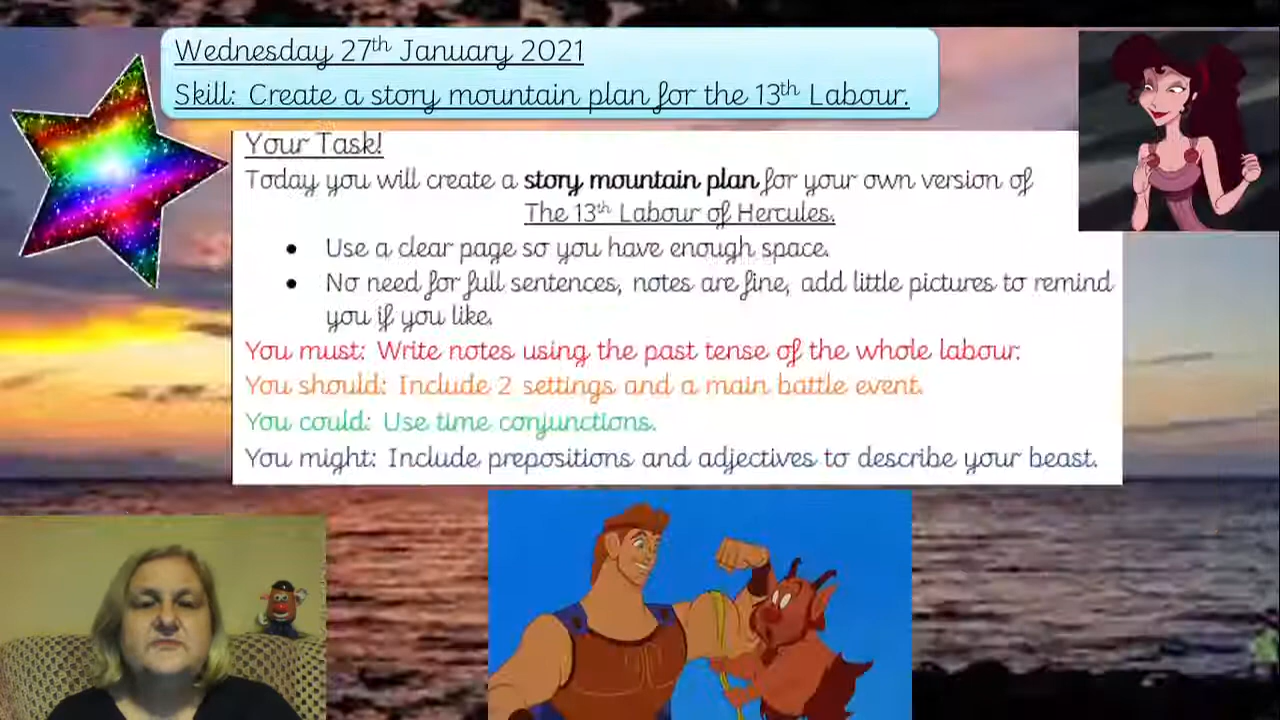 Wednesday 27th January 2021
Skill: Create a story mountain plan for the 13th Labour.
Your Task!
Today you will create a story mountain plan for your own version of
The 13th Labour of Hercules.
• Use a clear page so you have enough space.
• No need for full sentences, notes are fine, add little pictures to remind
you if you like.
You must: Write notes using the past tense of the whole labour.
You should: Include 2 settings and a main battle event.
You could: Use time conjunctions.
You might: Include prepositions and adjectives to describe your beast.